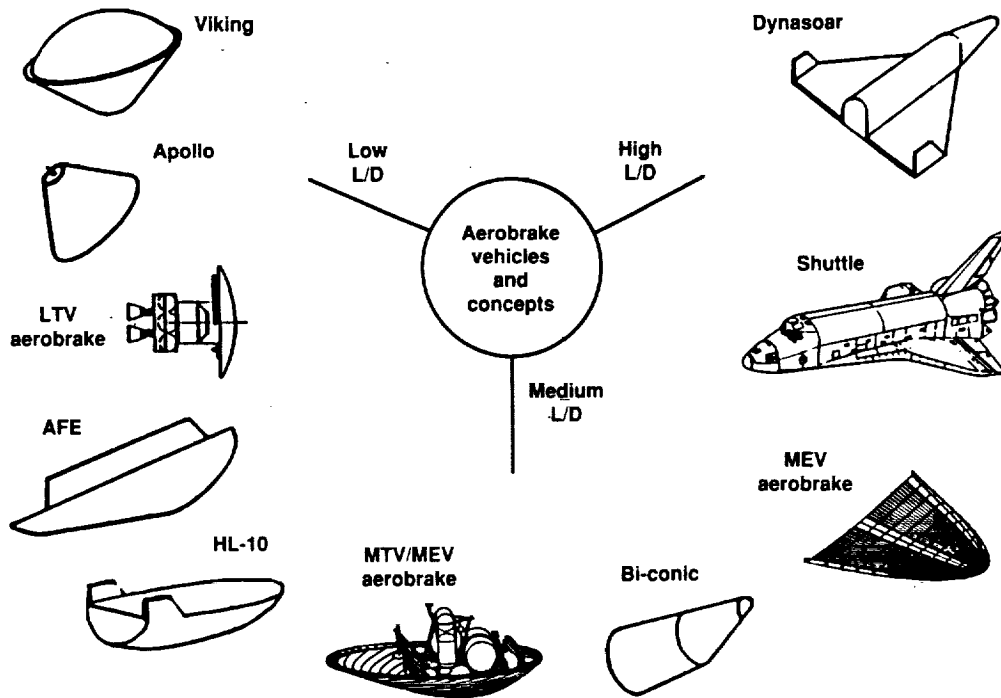 Viking
Dynasoar
Apollo
Low
L/D
High
L/D
Aerobrake
vehicles
and
concepts
Shuttle
LTV
aerobrake
Medium
L/D
AFE
MEV
aerobrake
HL-10
MTV/MEV
aerobrake
Bi-conic